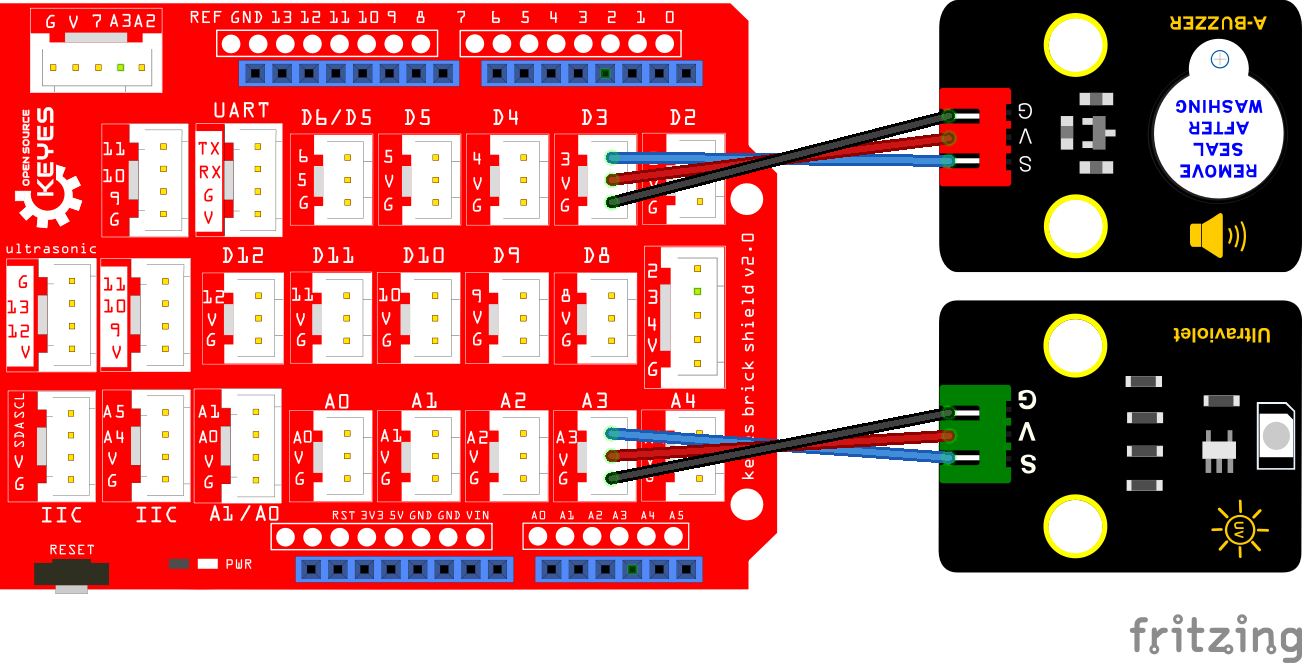 G V 7 A3 A2
REF GND 13 12 11 10 9 8
7 6 5 4 3 2 1 0
OPEN SOURCE
KEYES
11
10
9
G
UART
TX
RX
G
V
D6/D5
6
5
G
D5
5
V
G
D4
4
V
G
D3
3
V
G
D2
G
ultrasonic
G
13
12
V
11
10
9
V
D12
12
V
G
D11
11
V
G
D10
10
V
G
D9
9
V
G
D8
8
V
G
2
3
4
V
G
brick shield v2.0
SCL
SDA
V
G
IIC
A5
A4
V
G
IIC
A1
A0
V
G
A1/A0
A0
A0
V
G
A1
A1
V
G
A2
A2
V
G
A3
A3
V
G
A4
G
RST 3V3 5V GND GND VIN
A0 A1 A2 A3 A4 A5
RESET
PWR
A-BUZZER
G
V
S
REMOVE
SEAL
AFTER
WASHING
Ultraviolet
G
V
S
UV
fritzing